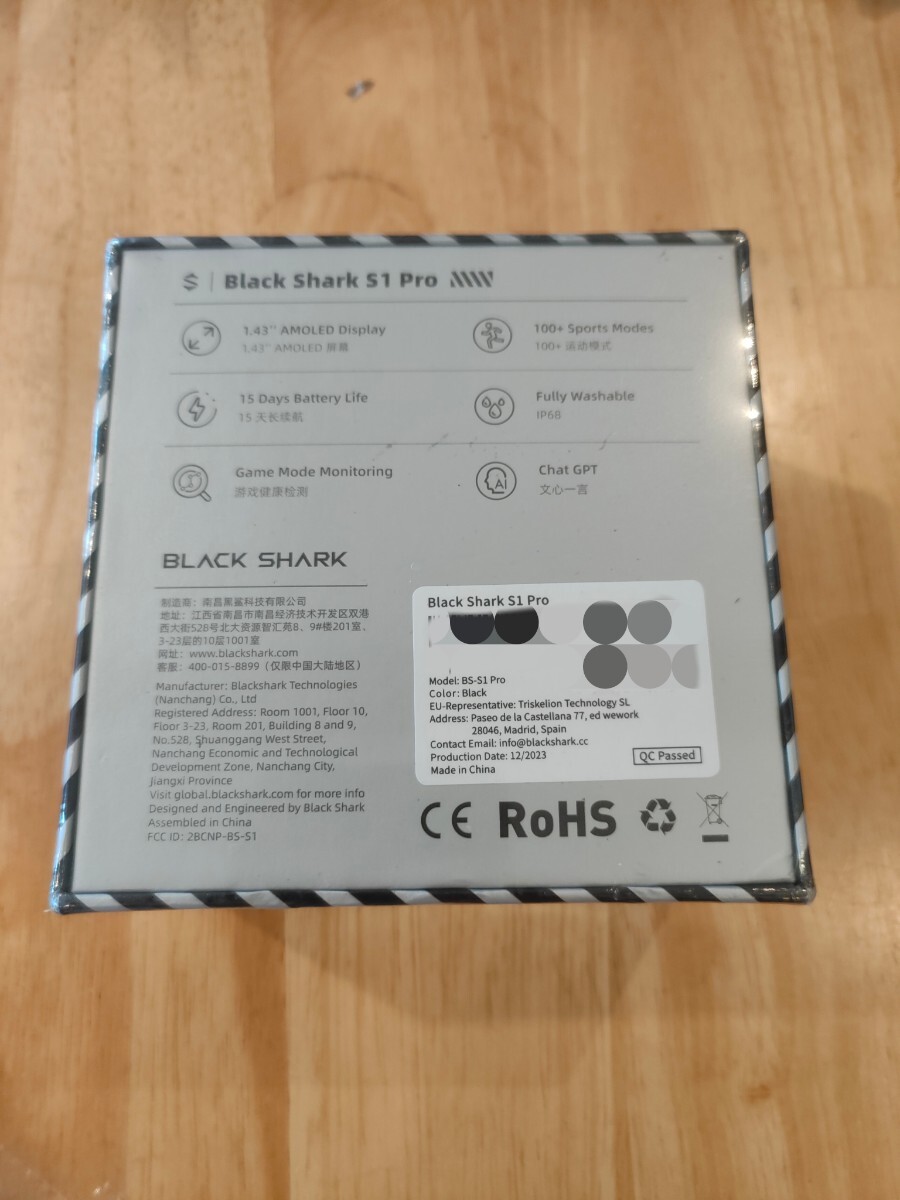 Black Shark S1 Pro
1.43'' AMOLED Display
1.43'' AMOLED 屏幕
100+ Sports Modes
100+ 运动模式
15 Days Battery Life
15 天长续航
Fully Washable
IP68
Game Mode Monitoring
游戏健康检测
AI
Chat GPT
文心一言
BLACK SHARK
制造商：南昌黑鲨科技有限公司
地址：江西省南昌市南昌经济技术开发区双港
西大街528号北大资源智汇苑8、9#楼201室、
3-23层的10层1001室
网址：www.blackshark.com
客服：400-015-8899（仅限中国大陆地区）
Manufacturer: Blackshark Technologies
(Nanchang) Co., Ltd
Registered Address: Room 1001, Floor 10,
Floor 3-23, Room 201, Building 8 and 9,
No.528, Shuanggang West Street,
Nanchang Economic and Technological
Development Zone, Nanchang City,
Jiangxi Province
Visit global.blackshark.com for more info
Designed and Engineered by Black Shark
Assembled in China
FCC ID: 2BCNP-BS-S1
Black Shark S1 Pro
Model: BS-S1 Pro
Color: Black
EU-Representative: Triskelion Technology SL
Address: Paseo de la Castellana 77, ed wework
28046, Madrid, Spain
Contact Email: info@blackshark.cc
Production Date: 12/2023
QC Passed
Made in China
CE RoHS